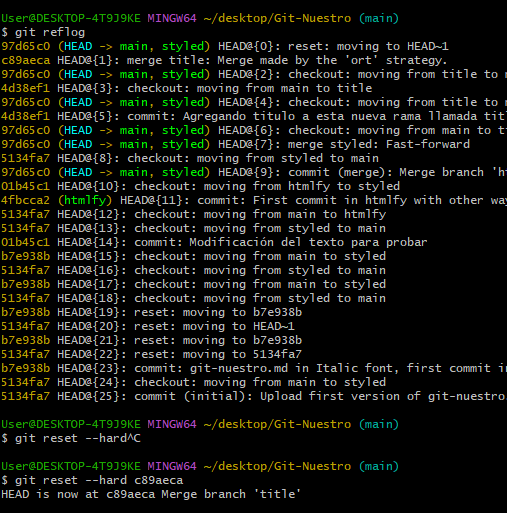 User@DESKTOP-4T9J9KE MINGW64 ~/desktop/Git-Nuestro (main)
$ git reflog
97d65c0 (HEAD -> main, styled) HEAD@{0}: reset: moving to HEAD~1
c89aeca HEAD@{1}: merge title: Merge made by the 'ort' strategy.
97d65c0 (HEAD -> main, styled) HEAD@{2}: checkout: moving from title to m
4d38ef1 HEAD@{3}: checkout: moving from main to title
97d65c0 (HEAD -> main, styled) HEAD@{4}: checkout: moving from title to m
4d38ef1 HEAD@{5}: commit: Agregando titulo a esta nueva rama llamada titl
97d65c0 (HEAD -> main, styled) HEAD@{6}: checkout: moving from main to ti
97d65c0 (HEAD -> main, styled) HEAD@{7}: merge styled: Fast-forward
5134fa7 HEAD@{8}: checkout: moving from styled to main
97d65c0 (HEAD -> main, styled) HEAD@{9}: commit (merge): Merge branch 'ht
01b45c1 HEAD@{10}: checkout: moving from htmlfy to styled
4fbcca2 (htmlfy) HEAD@{11}: commit: First commit in htmlfy with other way
5134fa7 HEAD@{12}: checkout: moving from main to htmlfy
5134fa7 HEAD@{13}: checkout: moving from styled to main
01b45c1 HEAD@{14}: commit: Modificación del texto para probar
b7e938b HEAD@{15}: checkout: moving from main to styled
5134fa7 HEAD@{16}: checkout: moving from styled to main
b7e938b HEAD@{17}: checkout: moving from main to styled
5134fa7 HEAD@{18}: checkout: moving from styled to main
b7e938b HEAD@{19}: reset: moving to b7e938b
5134fa7 HEAD@{20}: reset: moving to HEAD~1
b7e938b HEAD@{21}: reset: moving to b7e938b
5134fa7 HEAD@{22}: reset: moving to 5134fa7
b7e938b HEAD@{23}: commit: git-nuestro.md in Italic font, first commit in
5134fa7 HEAD@{24}: checkout: moving from main to styled
5134fa7 HEAD@{25}: commit (initial): Upload first version of git-nuestro.
User@DESKTOP-4T9J9KE MINGW64 ~/desktop/Git-Nuestro (main)
$ git reset --hard^C
User@DESKTOP-4T9J9KE MINGW64 ~/desktop/Git-Nuestro (main)
$ git reset --hard c89aeca
HEAD is now at c89aeca Merge branch 'title'